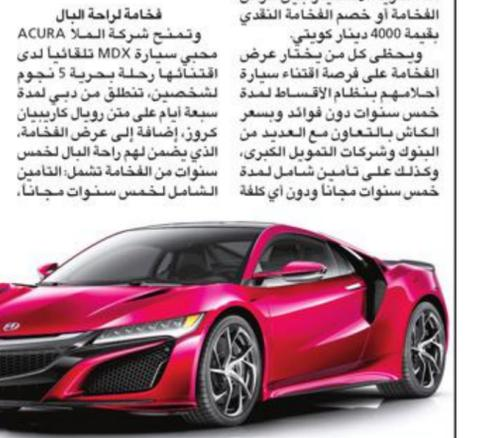 الفخامة أو خصم الفخامة النقدي
بقيمة 4000 دينار كويتي.
ويحظى كل من يختار عرض
الفخامة على فرصة اقتناء سيارة
أحلامهم بنظام الأقساط لمدة
خمس سنوات دون فوائد وبسعر
الكاش بالتعاون مع العديد من
البنوك وشركات التمويل الكبرى،
وكذلك على تأمين شامل لمدة
خمس سنوات مجاناً ودون أي كلفة
فخامة لراحة البال
وتمنح شركة الملا ACURA
محبي سيارة MDX تلقائياً لدى
اقتنائها رحلة بحرية 5 نجوم
لشخصين، تنطلق من دبي لمدة
سبعة أيام على متن رويال كاريبيان
كروز، إضافة إلى عرض الفخامة،
الذي يضمن لهم راحة البال لخمس
سنوات من الفخامة تشمل: التأمين
الشامل لخمس سنوات مجاناً،